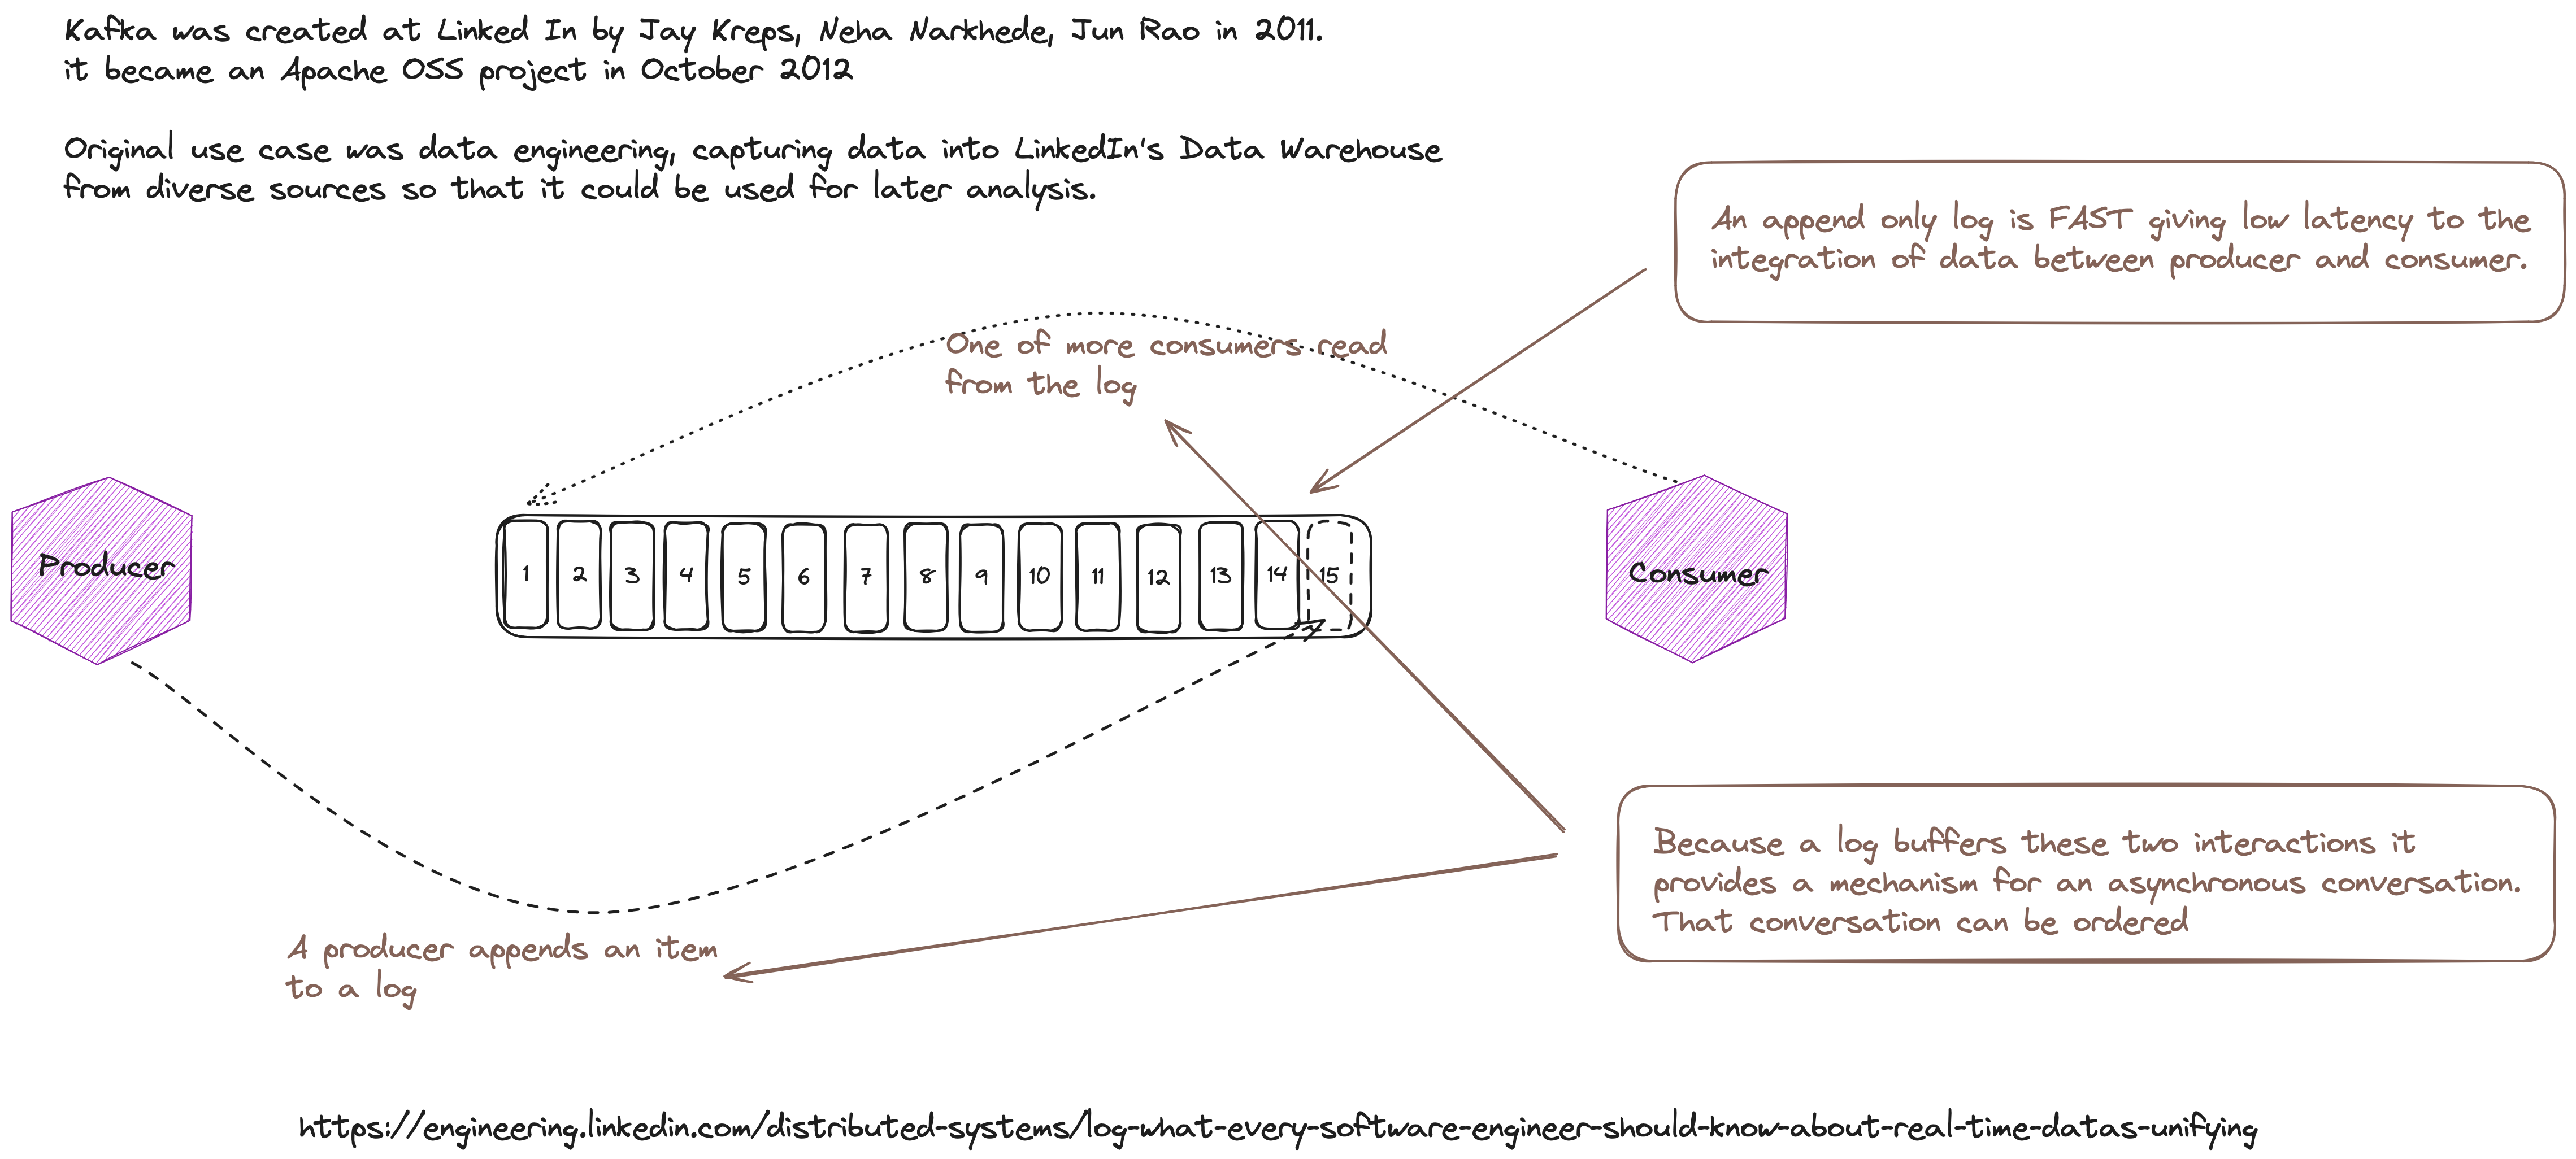 Kafka was created at Linked In by Jay Kreps, Neha Narkhede, Jun Rao in 2011.
it became an Apache OSS project in October 2012
Original use case was data engineering, capturing data into LinkedIn's Data Warehouse
from diverse sources so that it could be used for later analysis.
An append only log is FAST giving low latency to the
integration of data between producer and consumer.
One of more consumers read
from the log
Producer
1 2 3 4 5 6 7 8 9 10 11 12 13 14 15
Consumer
Because a log buffers these two interactions it
provides a mechanism for an asynchronous conversation.
That conversation can be ordered
A producer appends an item
to a log
https://engineering.linkedin.com/distributed-systems/log-what-every-software-engineer-should-know-about-real-time-datas-unifying